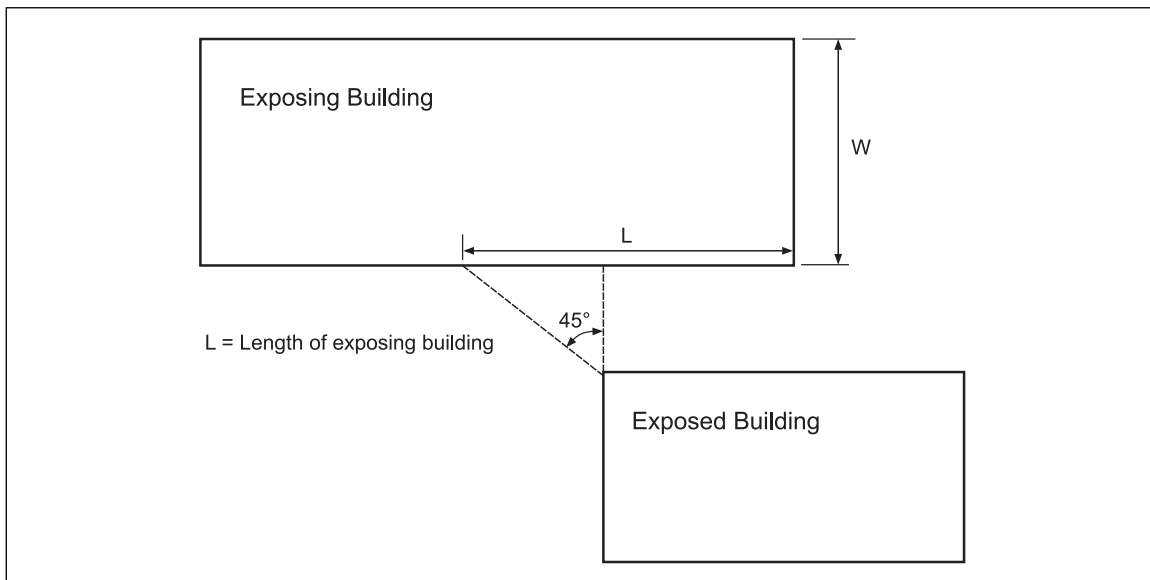 Exposing Building
W
L
45°
L = Length of exposing building
Exposed Building